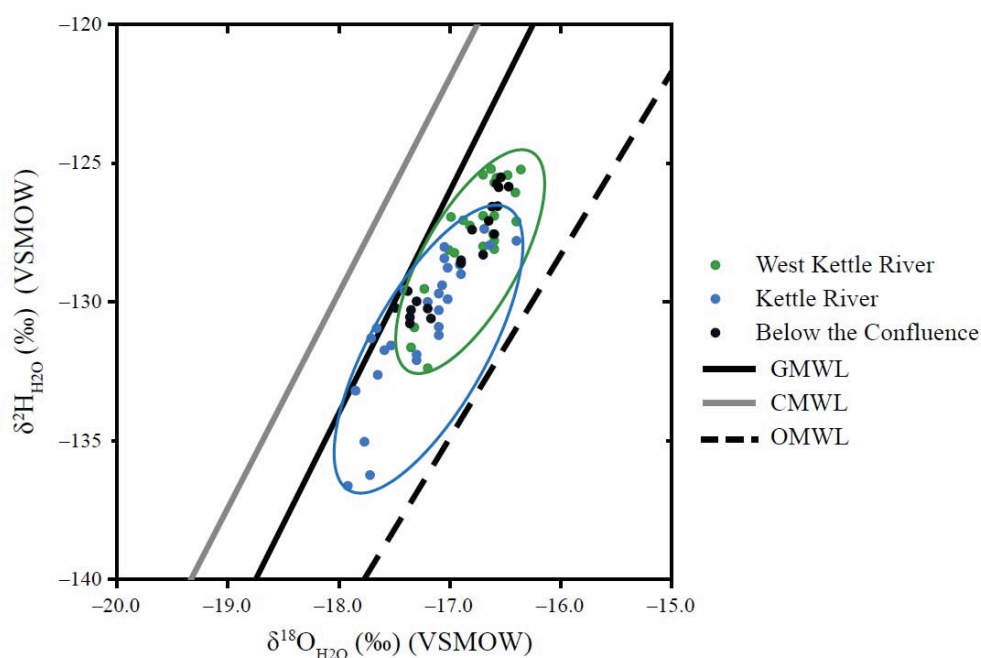 –120
–125
–130
–135
–140
δ²H_H2O (‰) (VSMOW)
–20.0 –19.0 –18.0 –17.0 –16.0 –15.0
δ¹⁸O_H2O (‰) (VSMOW)
West Kettle River
Kettle River
Below the Confluence
GMWL
CMWL
OMWL